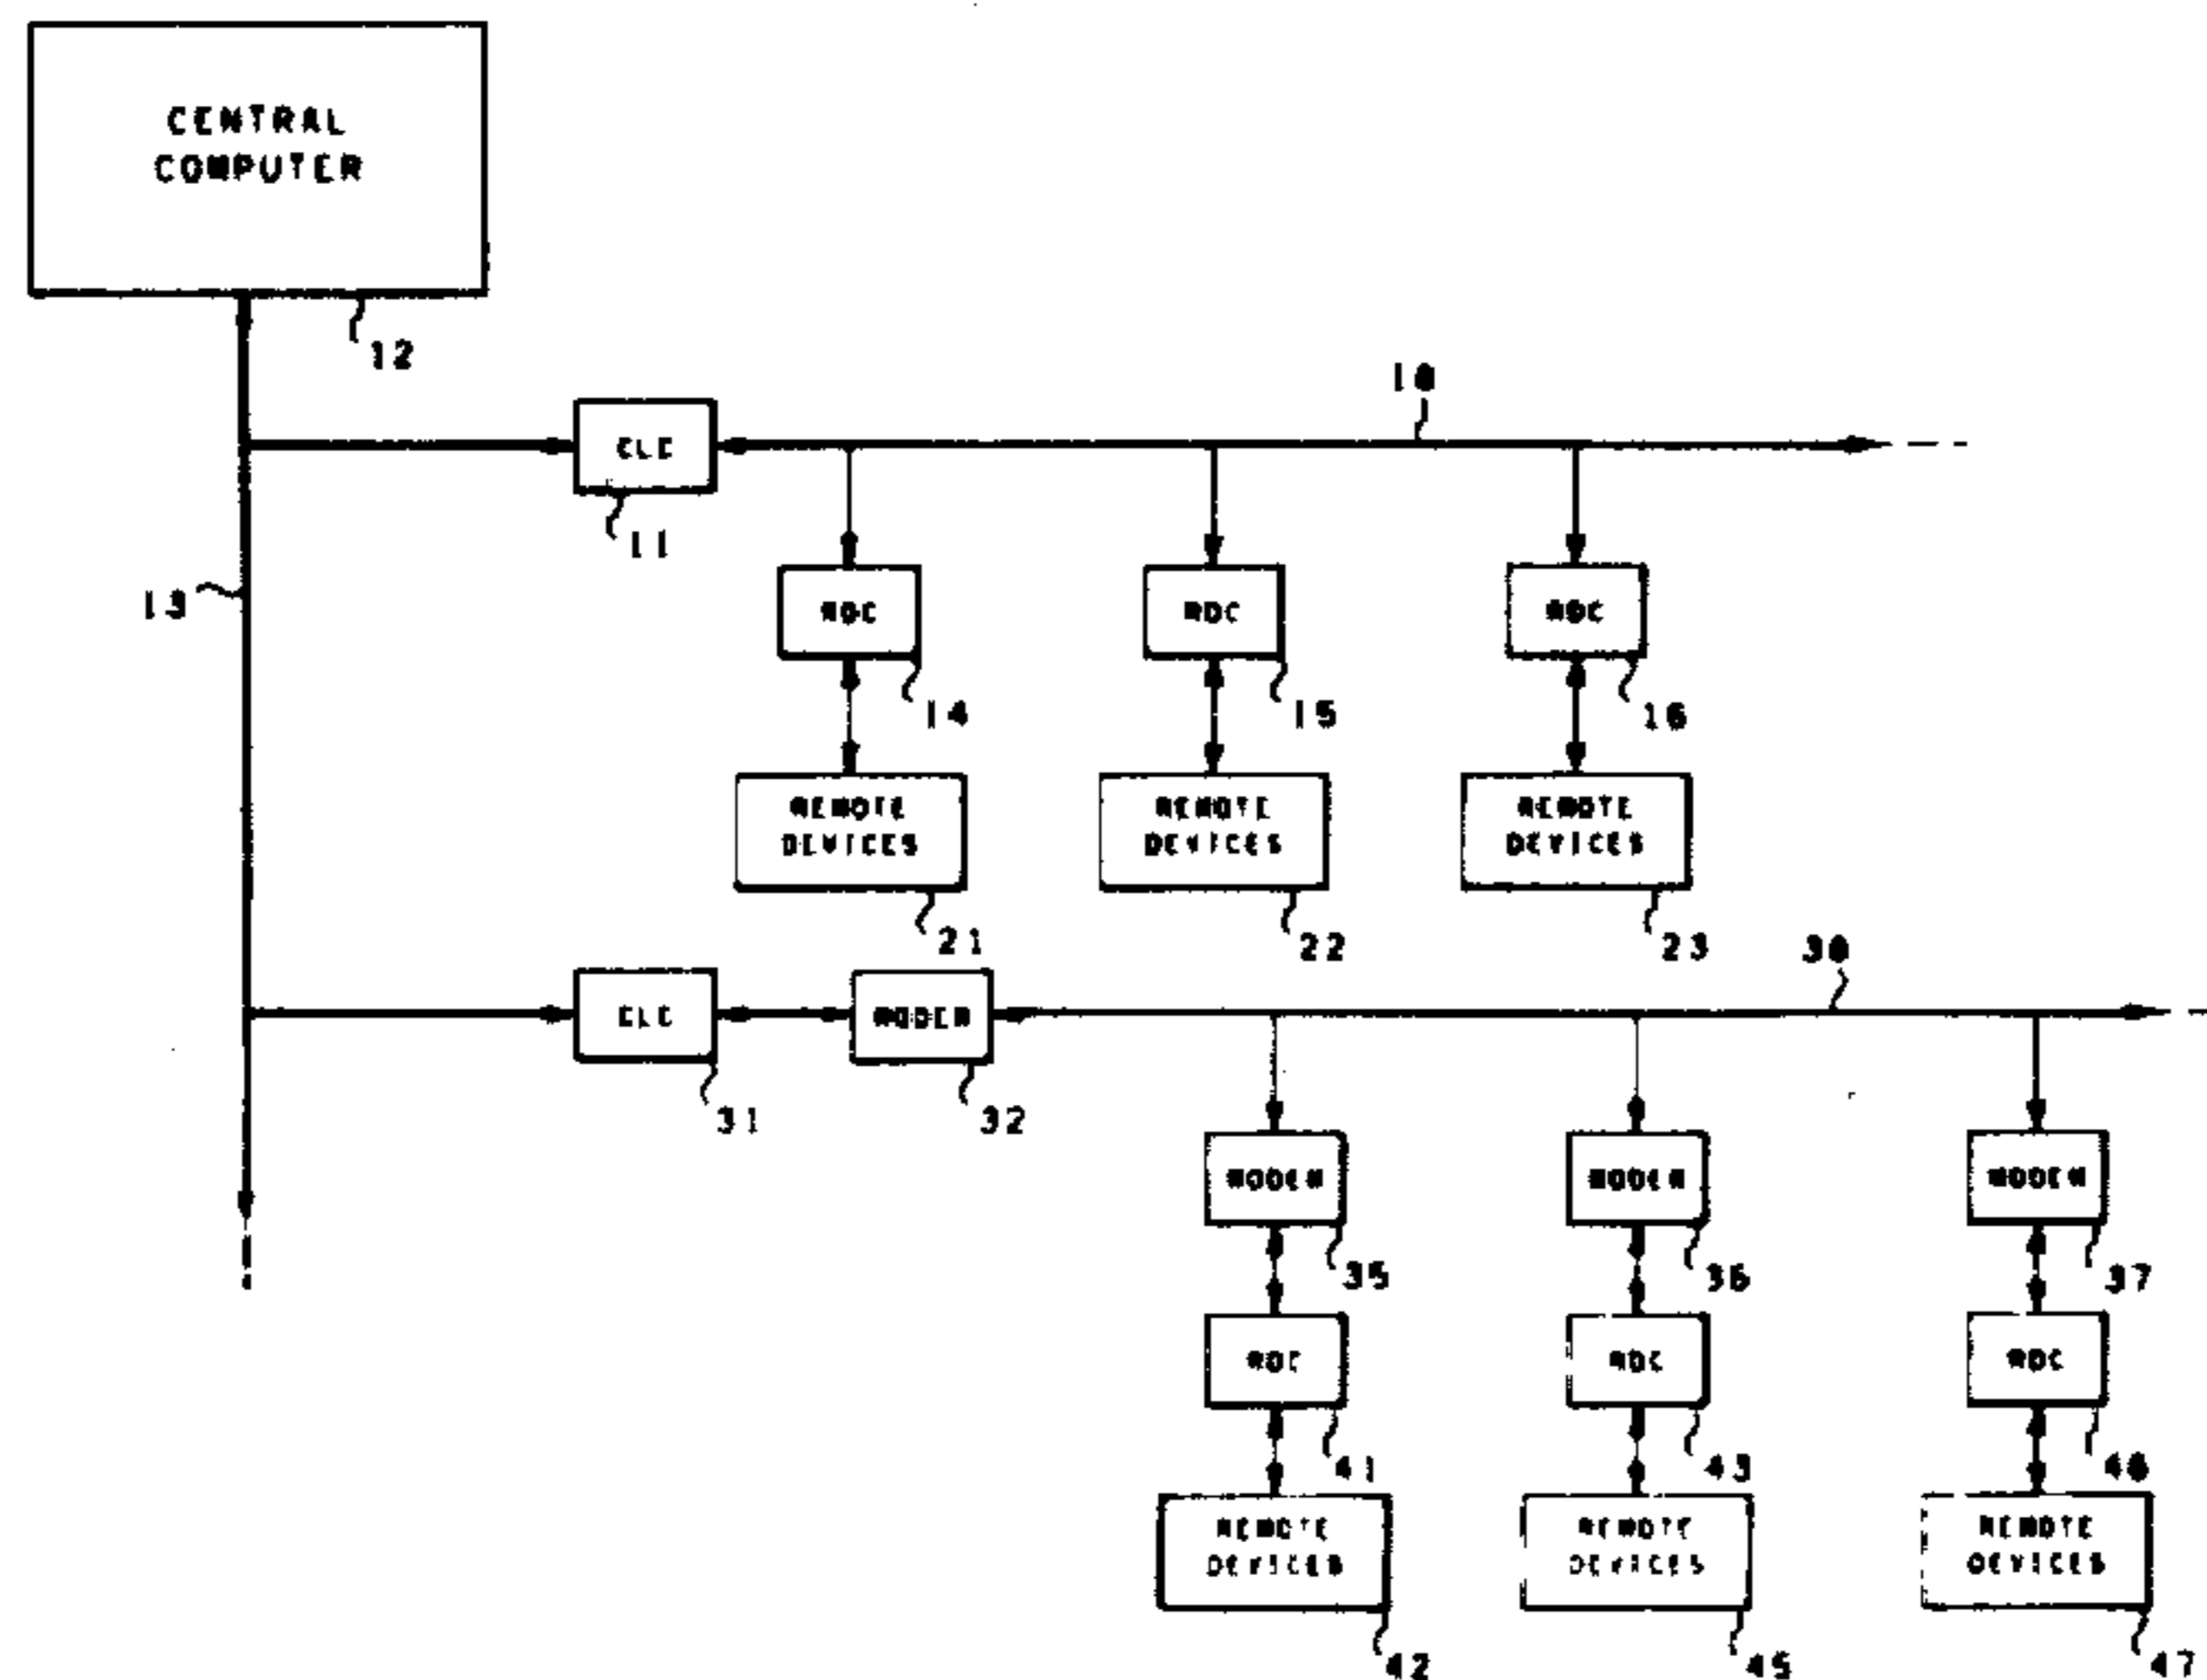 CENTRAL
COMPUTER
12
10
CLC
11
13
RDC
RDC
RDC
14
15
16
REMOTE
DEVICES
REMOTE
DEVICES
REMOTE
DEVICES
21
22
23
30
CLC
MODEM
31
32
MODEM
MODEM
MODEM
35
36
37
RDC
RDC
RDC
41
43
REMOTE
DEVICES
REMOTE
DEVICES
REMOTE
DEVICES
42
45
47